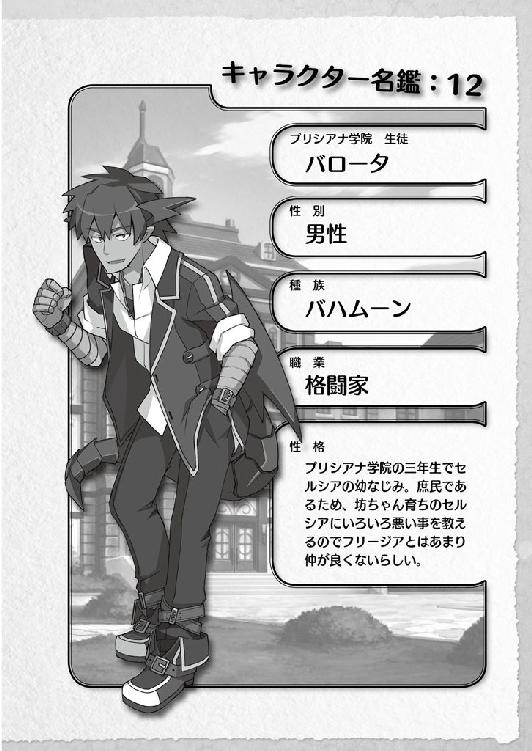 キャラクター名鑑：12
プリシアナ学院　生徒
バロータ
性　別
男性
種　族
バハムーン
職　業
格闘家
性　格
プリシアナ学院の三年生でセ
ルシアの幼なじみ。庶民であ
るため、坊ちゃん育ちのセル
シアにいろいろ悪い事を教え
るのでフリージアとはあまり
仲が良くないらしい。